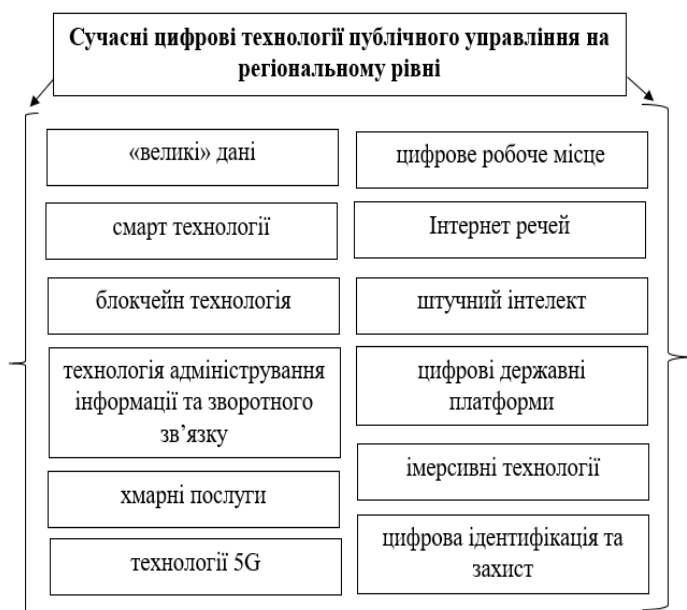 Сучасні цифрові технології публічного управління на
регіональному рівні
«великі» дані
смарт технології
блокчейн технологія
технологія адміністрування
інформації та зворотного
зв’язку
хмарні послуги
технології 5G
цифрове робоче місце
Інтернет речей
штучний інтелект
цифрові державні
платформи
імерсивні технології
цифрова ідентифікація та
захист